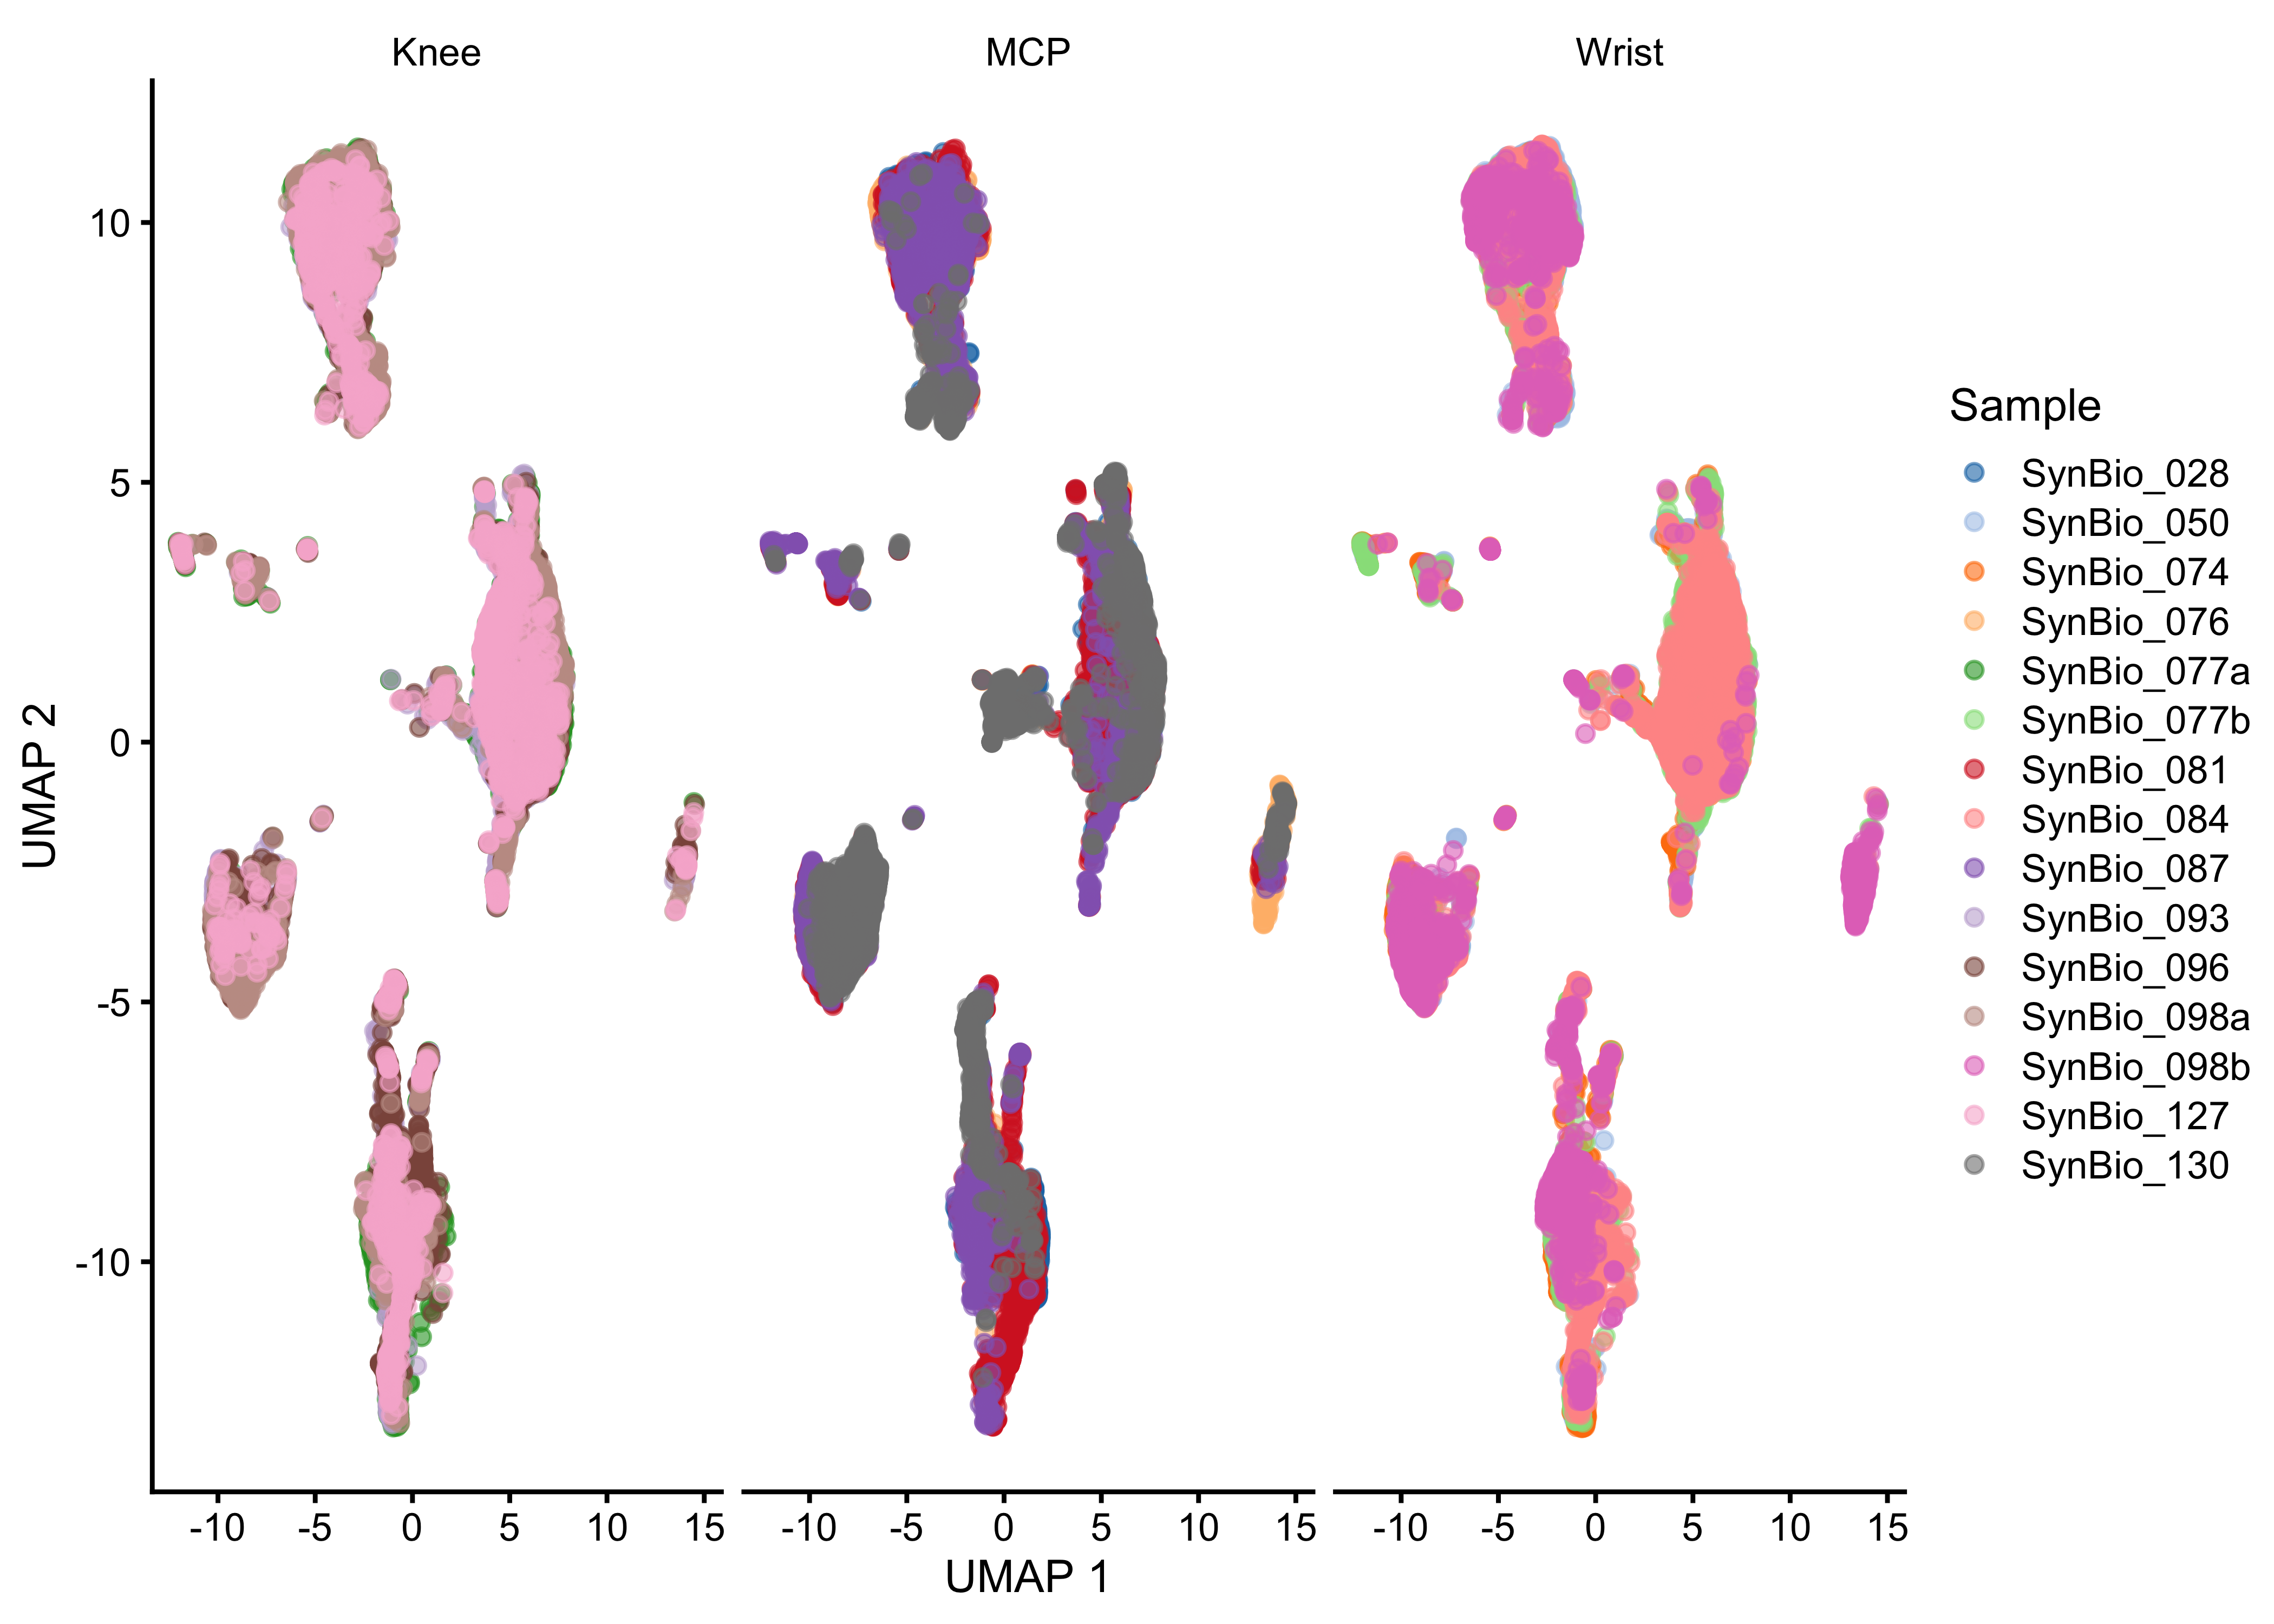 Knee MCP Wrist
UMAP 2
10
5
0
-5
-10
-10 -5 0 5 10 15 -10 -5 0 5 10 15 -10 -5 0 5 10 15
UMAP 1
Sample
SynBio_028
SynBio_050
SynBio_074
SynBio_076
SynBio_077a
SynBio_077b
SynBio_081
SynBio_084
SynBio_087
SynBio_093
SynBio_096
SynBio_098a
SynBio_098b
SynBio_127
SynBio_130